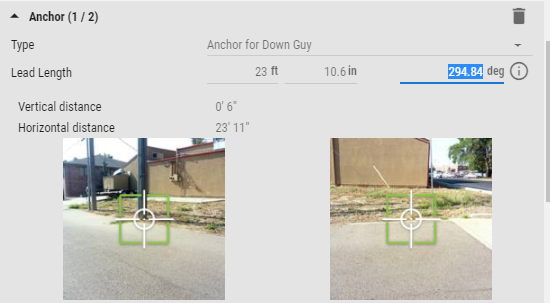 Anchor (1 / 2)
Type Anchor for Down Guy
Lead Length 23 ft 10.6 in 294.84 deg
Vertical distance 0' 6"
Horizontal distance 23' 11"